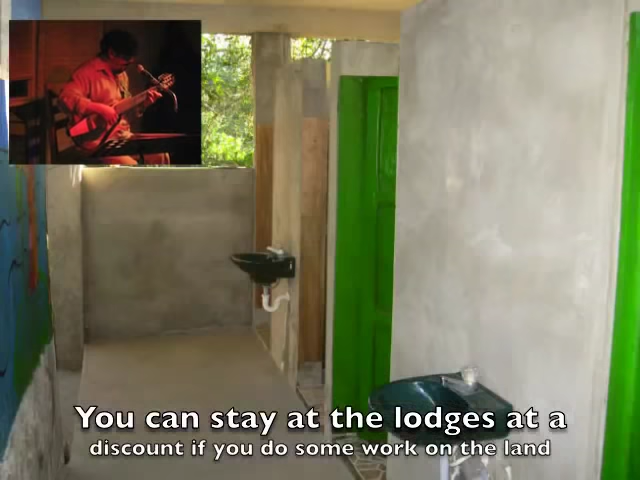 You can stay at the lodges at a
discount if you do some work on the land